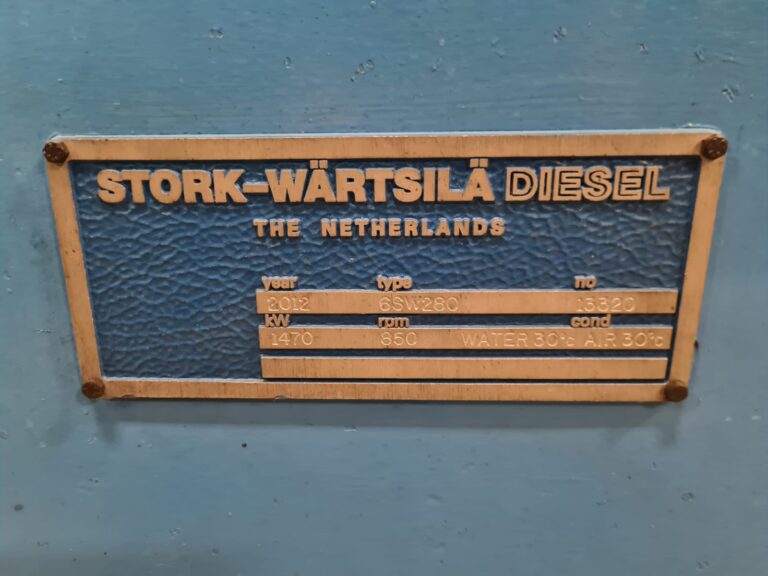 STORK-WÄRTSILÄ DIESEL
THE NETHERLANDS
year type no
2012 6SW280 13320
kW rpm cond
1470 850 WATER 30°c AIR 30°c